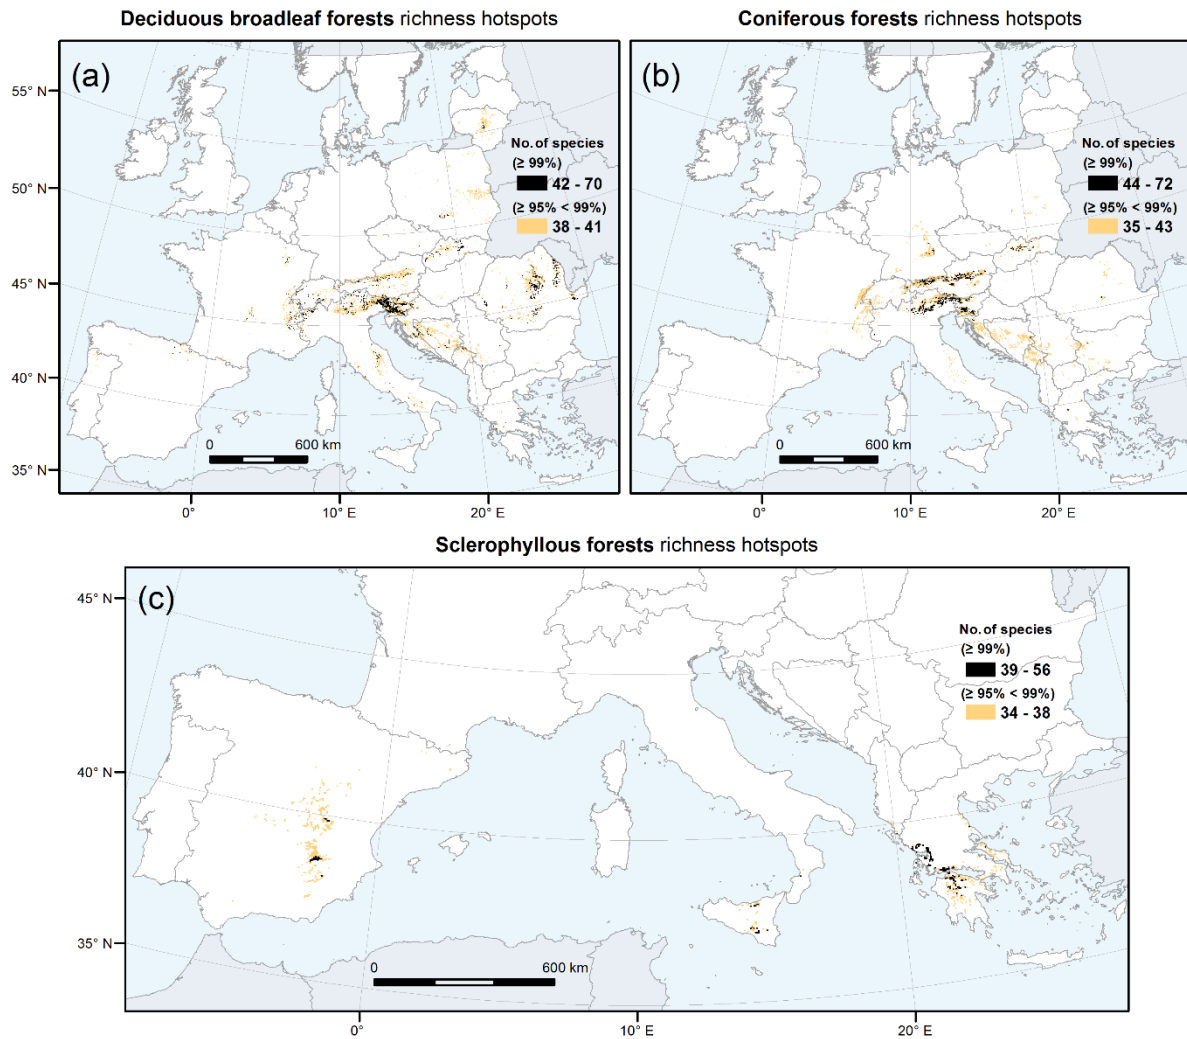 Deciduous broadleaf forests richness hotspots
Coniferous forests richness hotspots
(a)
55° N
50° N
45° N
40° N
35° N
No. of species
(≥ 99%)
42 - 70
(≥ 95% < 99%)
38 - 41
0 600 km
0° 10° E 20° E
(b)
No. of species
(≥ 99%)
44 - 72
(≥ 95% < 99%)
35 - 43
0 600 km
0° 10° E 20° E
Sclerophyllous forests richness hotspots
(c)
45° N
40° N
35° N
No. of species
(≥ 99%)
39 - 56
(≥ 95% < 99%)
34 - 38
0 600 km
0° 10° E 20° E